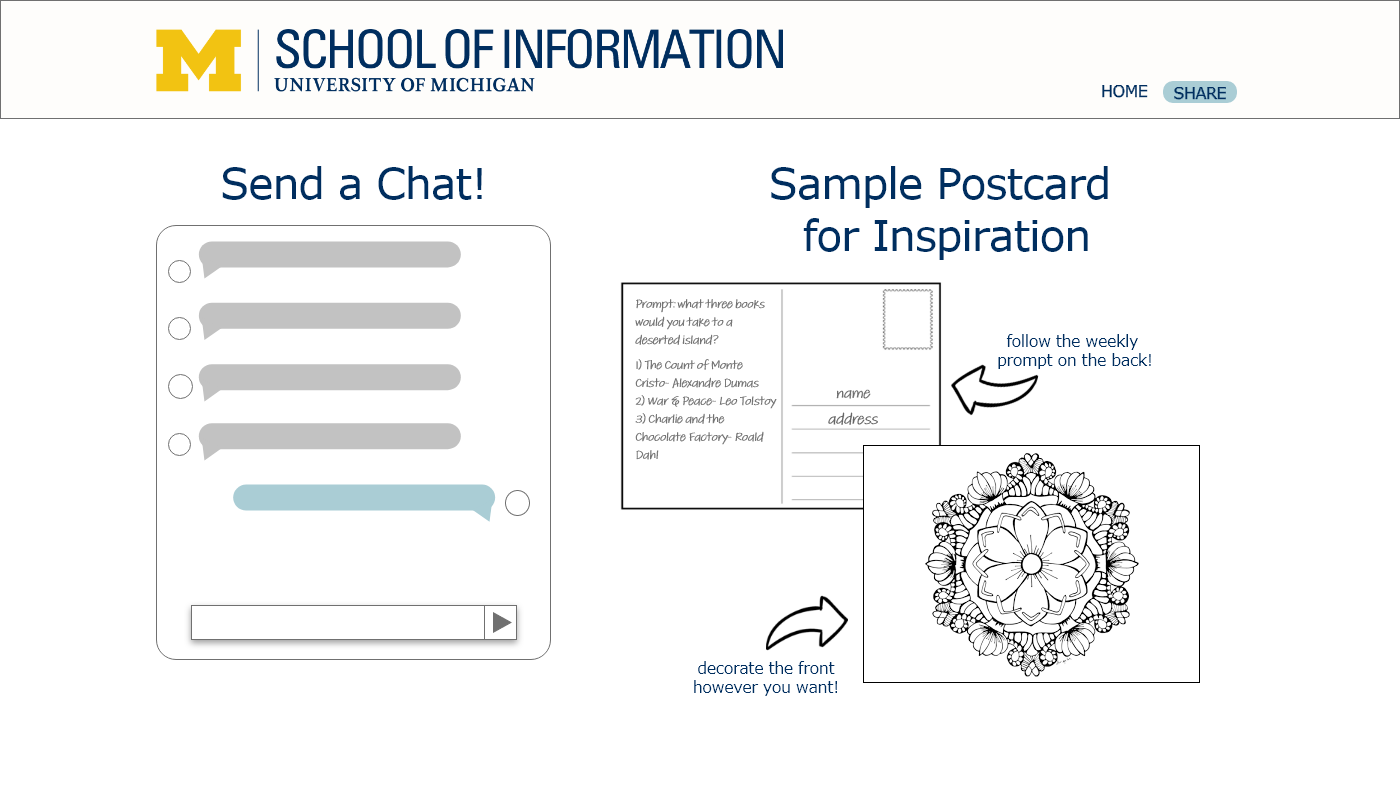 M
SCHOOL OF INFORMATION
UNIVERSITY OF MICHIGAN
HOME
SHARE
Send a Chat!
Sample Postcard
for Inspiration
Prompt: what three books
would you take to a
deserted island?
1) The Count of Monte
Cristo- Alexandre Dumas
2) War & Peace- Leo Tolstoy
3) Charlie and the
Chocolate Factory- Roald
Dahl
name
address
follow the weekly
prompt on the back!
decorate the front
however you want!